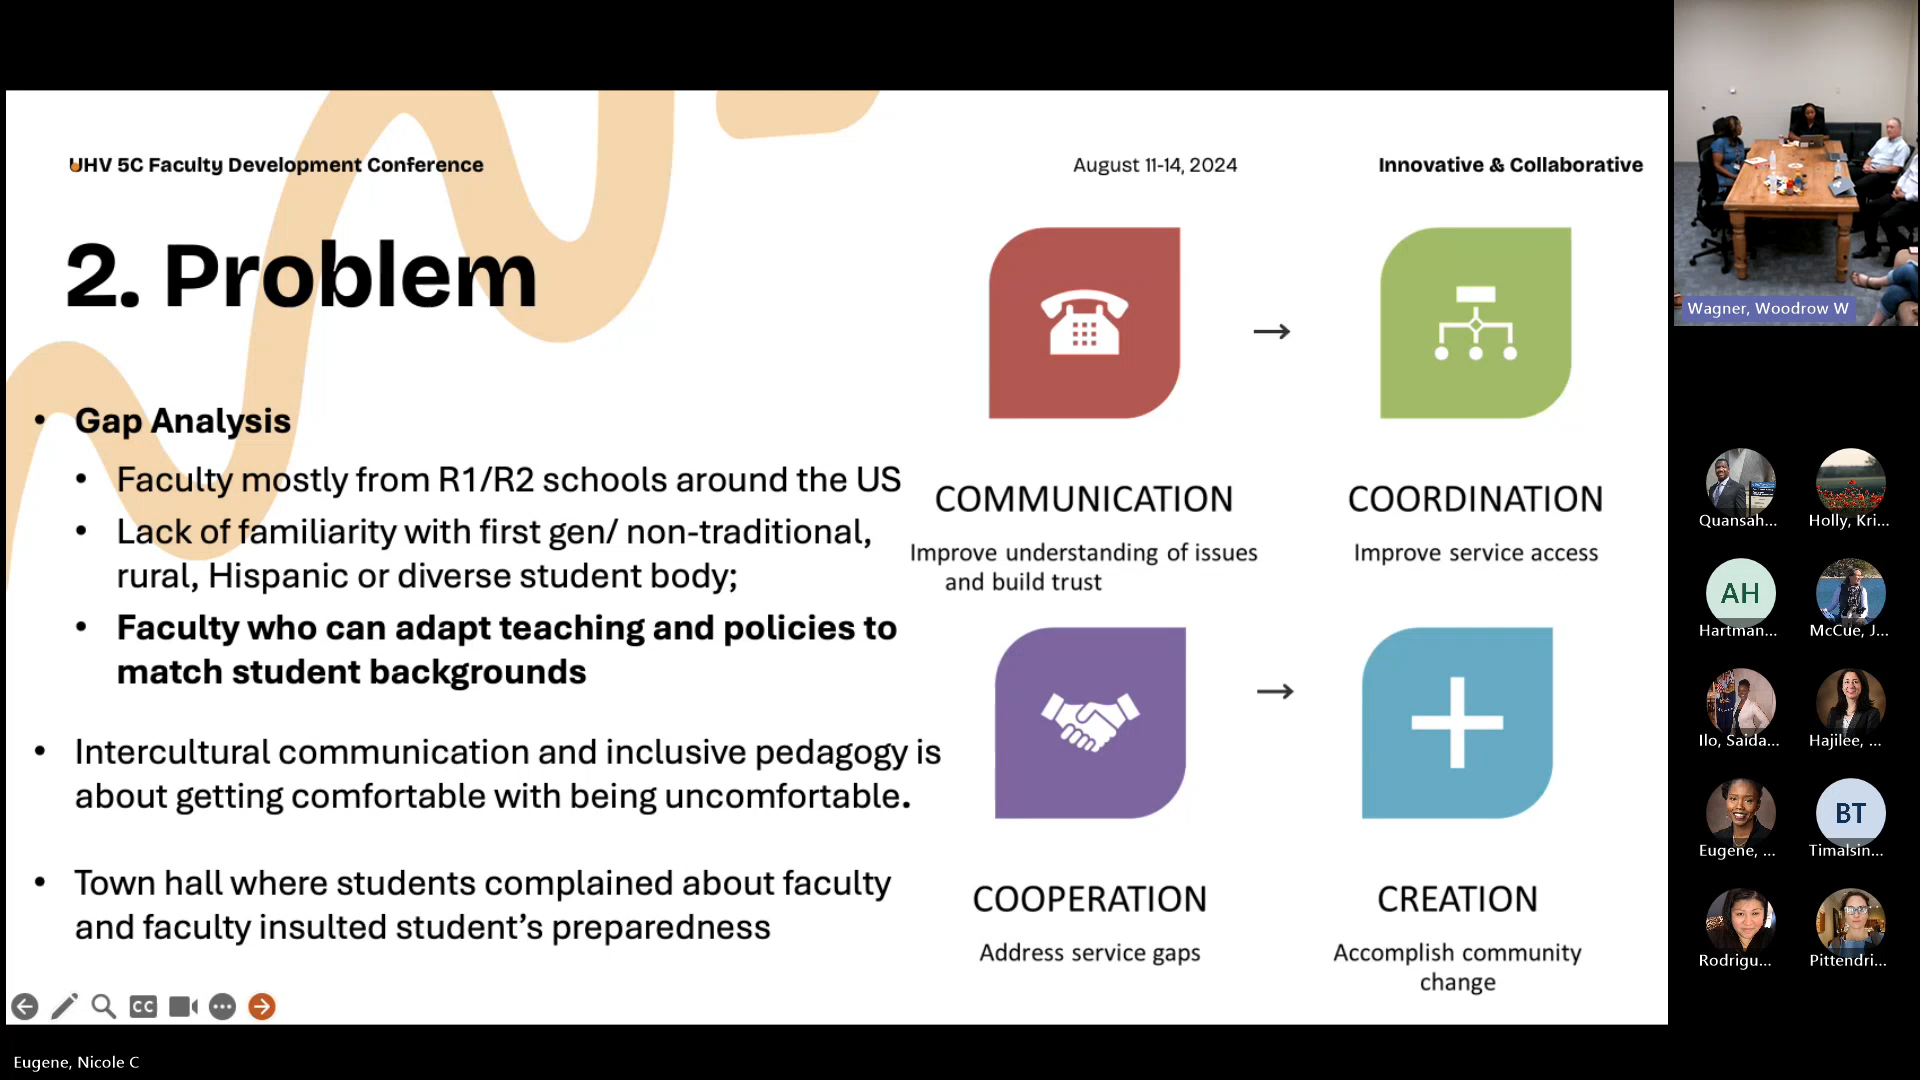 UHV 5C Faculty Development Conference
August 11-14, 2024
Innovative & Collaborative
2. Problem
• Gap Analysis
• Faculty mostly from R1/R2 schools around the US
• Lack of familiarity with first gen/ non-traditional,
rural, Hispanic or diverse student body;
• Faculty who can adapt teaching and policies to
match student backgrounds
• Intercultural communication and inclusive pedagogy is
about getting comfortable with being uncomfortable.
• Town hall where students complained about faculty
and faculty insulted student’s preparedness
COMMUNICATION
Improve understanding of issues
and build trust
COORDINATION
Improve service access
COOPERATION
Address service gaps
CREATION
Accomplish community
change
CC
Eugene, Nicole C
Wagner, Woodrow W
Quansah...
Holly, Kri...
AH
Hartman...
McCue, J...
Ilo, Saida...
Hajilee, ...
Eugene, ...
BT
Timalsin...
Rodrigu...
Pittendri...